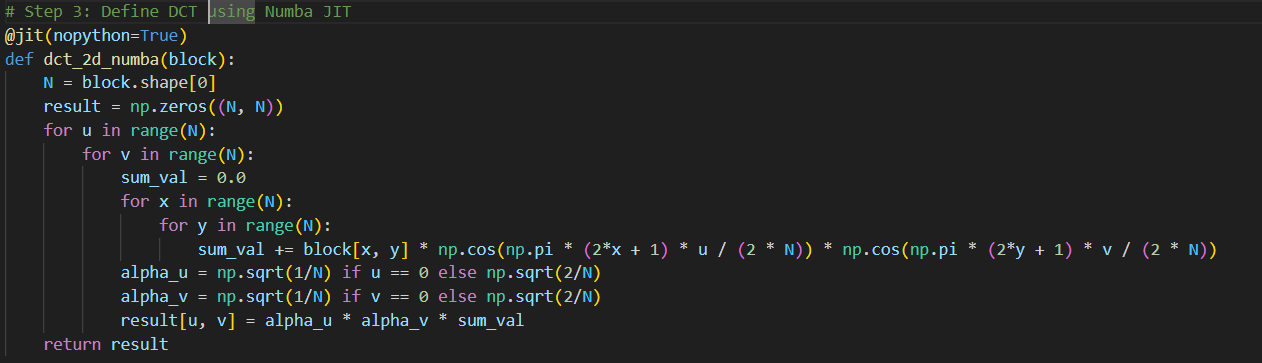 # Step 3: Define DCT using Numba JIT
@jit(nopython=True)
def dct_2d_numba(block):
    N = block.shape[0]
    result = np.zeros((N, N))
    for u in range(N):
        for v in range(N):
            sum_val = 0.0
            for x in range(N):
                for y in range(N):
                    sum_val += block[x, y] * np.cos(np.pi * (2*x + 1) * u / (2 * N)) * np.cos(np.pi * (2*y + 1) * v / (2 * N))
            alpha_u = np.sqrt(1/N) if u == 0 else np.sqrt(2/N)
            alpha_v = np.sqrt(1/N) if v == 0 else np.sqrt(2/N)
            result[u, v] = alpha_u * alpha_v * sum_val
    return result